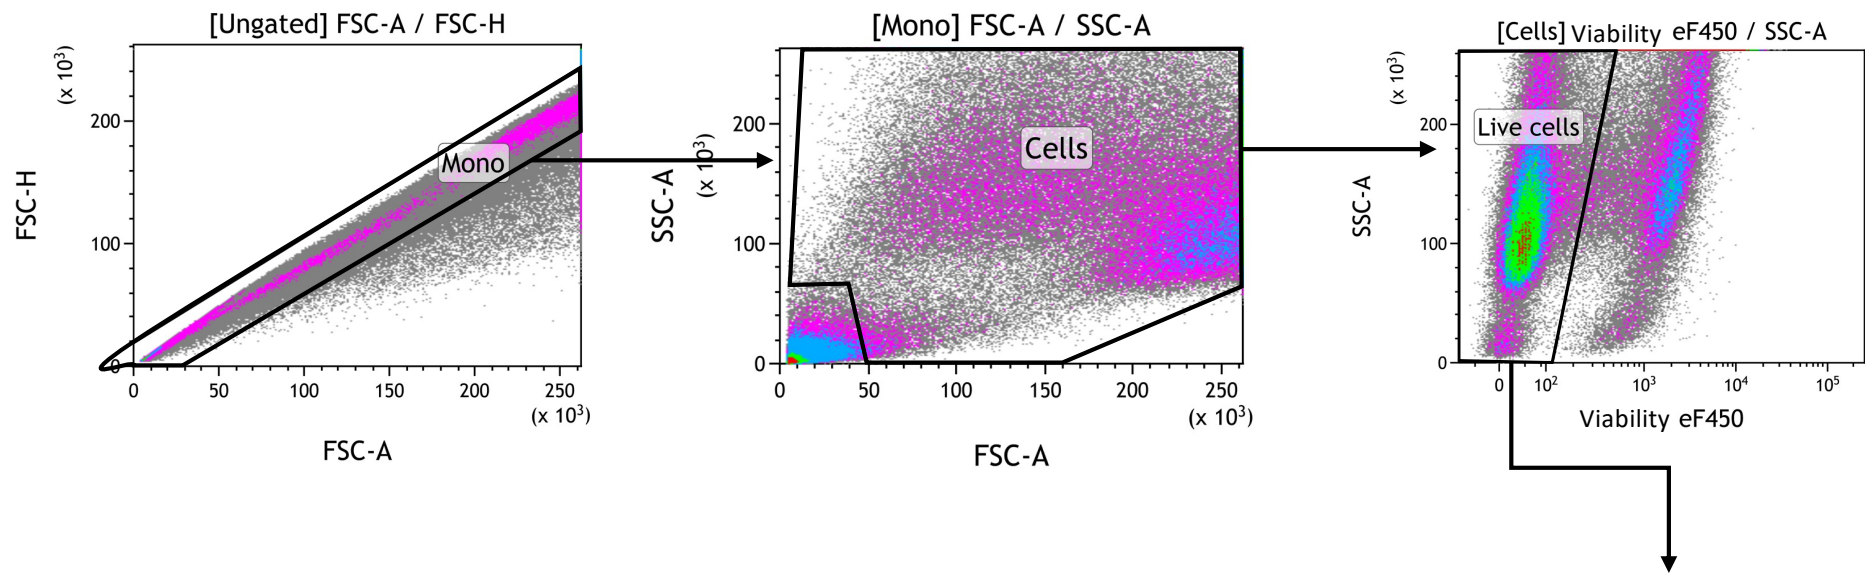 [Ungated] FSC-A / FSC-H
(x 10³)
FSC-H
200
100
0
Mono
0 50 100 150 200 250
(x 10³)
FSC-A
[Mono] FSC-A / SSC-A
(x 10³)
SSC-A
200
100
0
Cells
0 50 100 150 200 250
(x 10³)
FSC-A
[Cells] Viability eF450 / SSC-A
(x 10³)
SSC-A
200
100
0
Live cells
0 10² 10³ 10⁴ 10⁵
Viability eF450